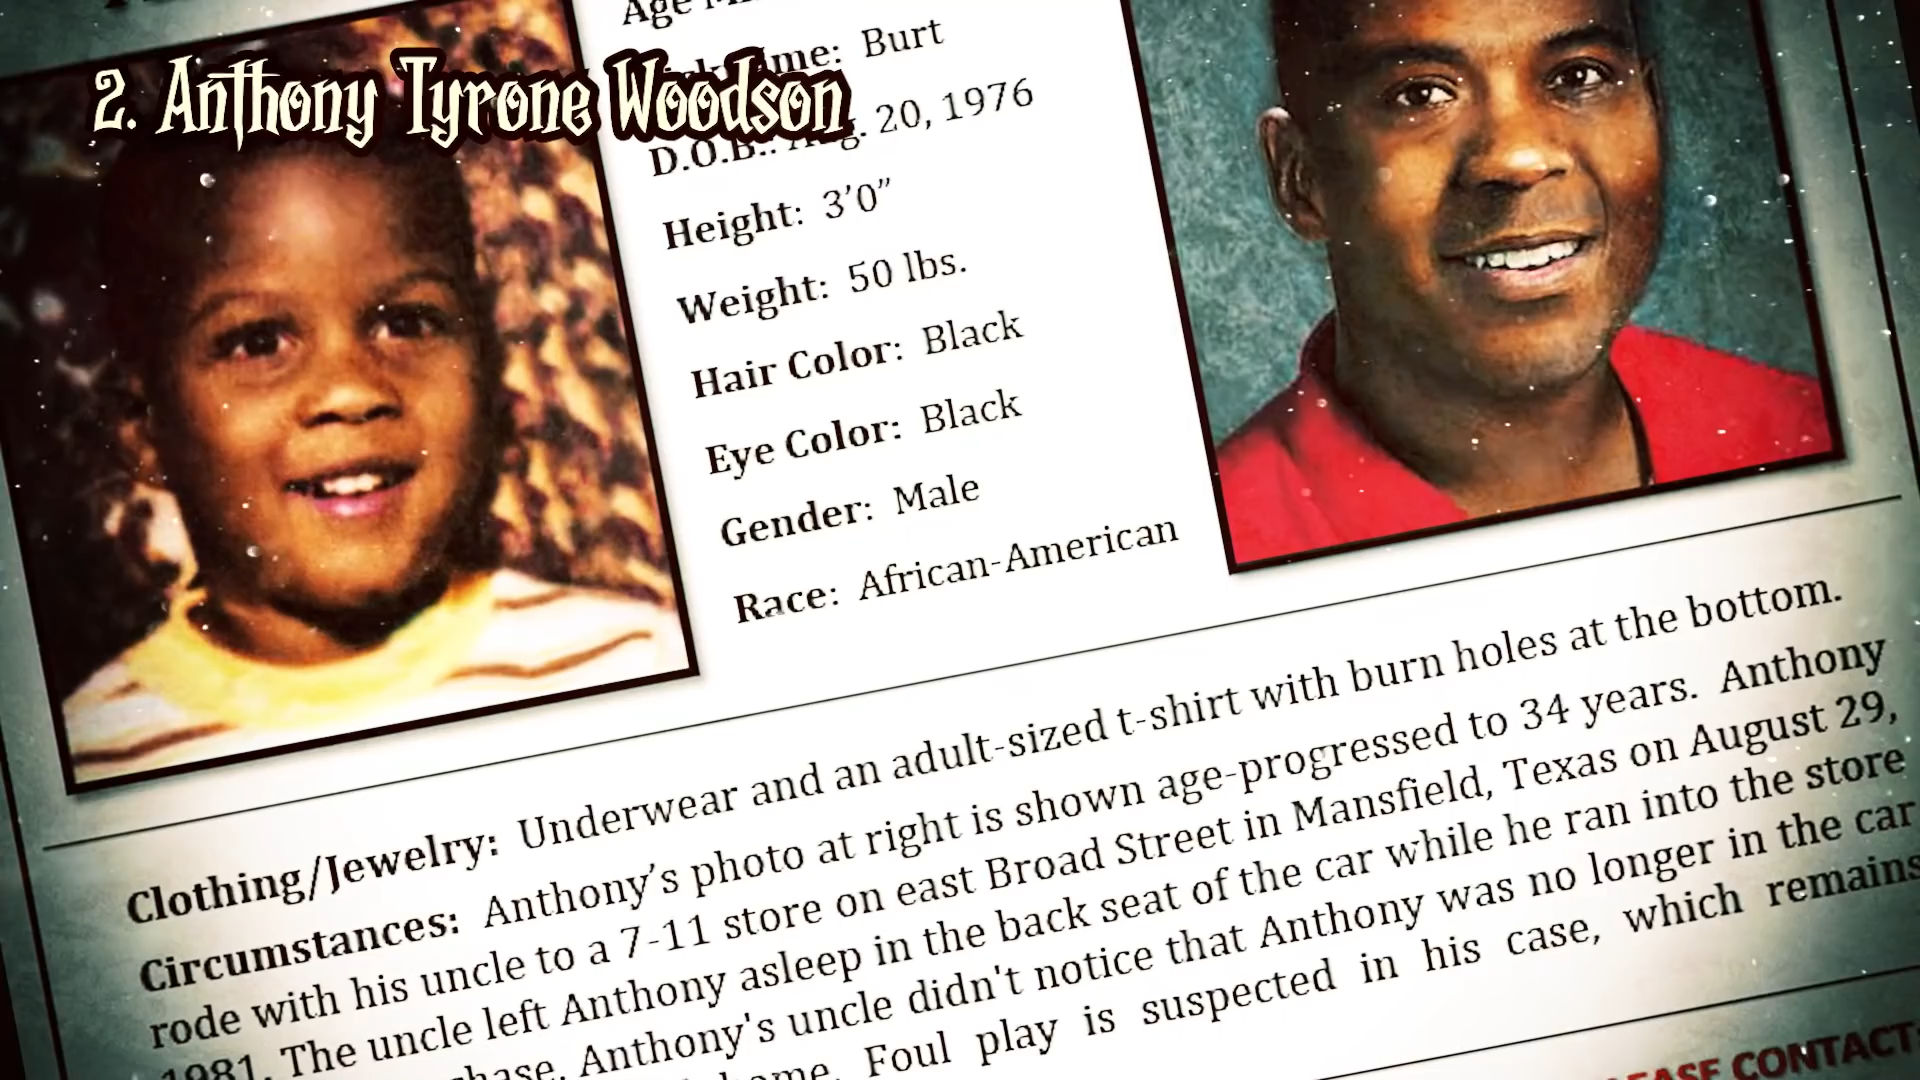 2. Anthony Tyrone Woodson
Age
Burt
D.O.B.: Aug. 20, 1976
Height: 3’0”
Weight: 50 lbs.
Hair Color: Black
Eye Color: Black
Gender: Male
Race: African-American
Clothing/Jewelry: Underwear and an adult-sized t-shirt with burn holes at the bottom.
Circumstances: Anthony’s photo at right is shown age-progressed to 34 years. Anthony
rode with his uncle to a 7-11 store on east Broad Street in Mansfield, Texas on August 29,
1981. The uncle left Anthony asleep in the back seat of the car while he ran into the store
Anthony's uncle didn't notice that Anthony was no longer in the car
home. Foul play is suspected in his case, which remains
CONTACT